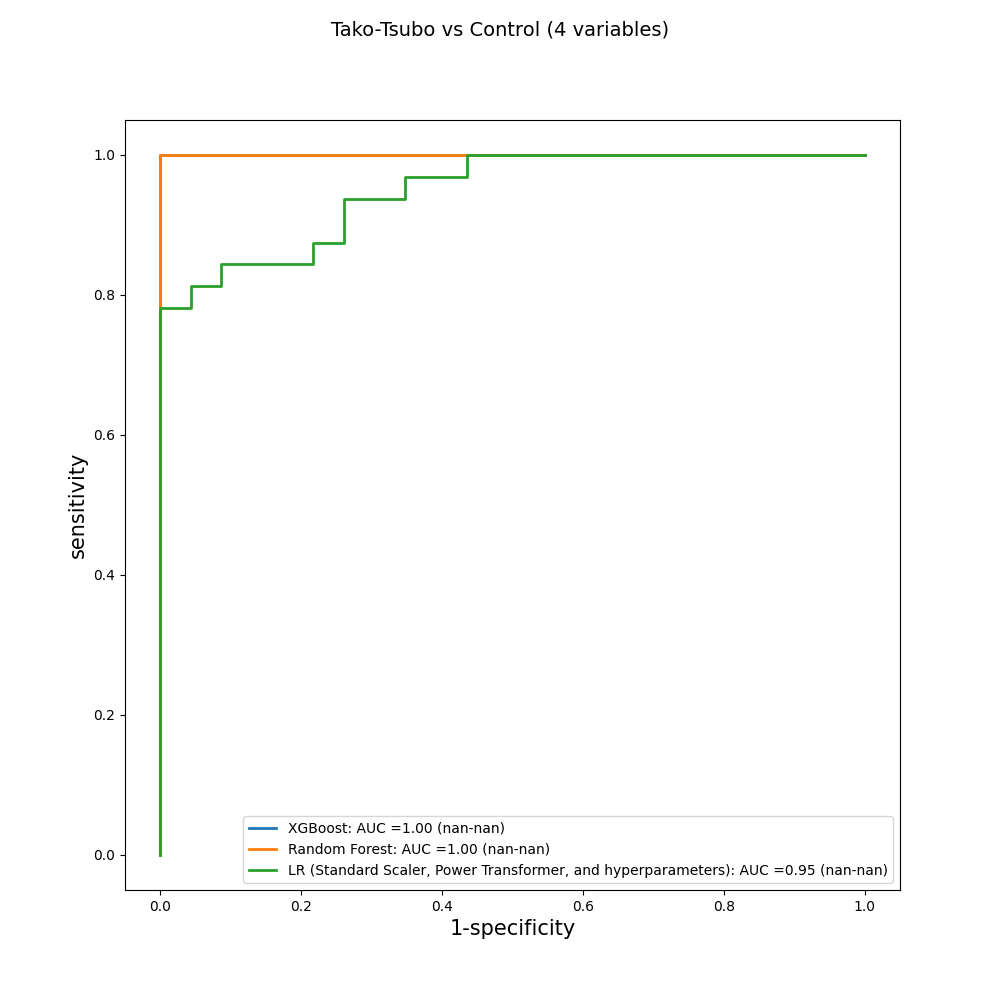 Tako-Tsubo vs Control (4 variables)
1.0
0.8
0.6
0.4
0.2
0.0
sensitivity
XGBoost: AUC =1.00 (nan-nan)
Random Forest: AUC =1.00 (nan-nan)
LR (Standard Scaler, Power Transformer, and hyperparameters): AUC =0.95 (nan-nan)
0.0 0.2 0.4 0.6 0.8 1.0
1-specificity